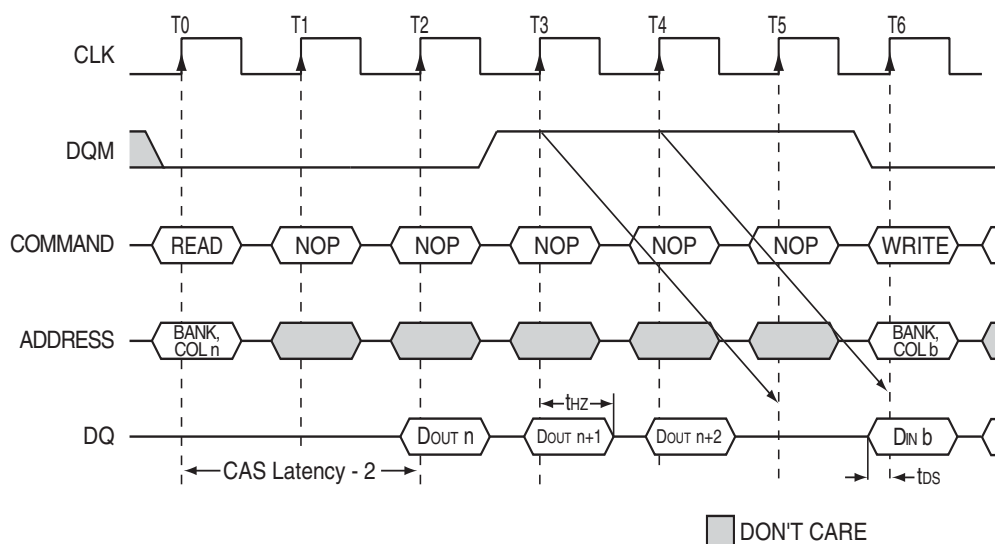 T0 T1 T2 T3 T4 T5 T6
CLK
DQM
COMMAND READ NOP NOP NOP NOP NOP WRITE
ADDRESS BANK, COL n BANK, COL b
tHZ
DQ DOUT n DOUT n+1 DOUT n+2 DIN b
CAS Latency - 2 tDS
DON'T CARE